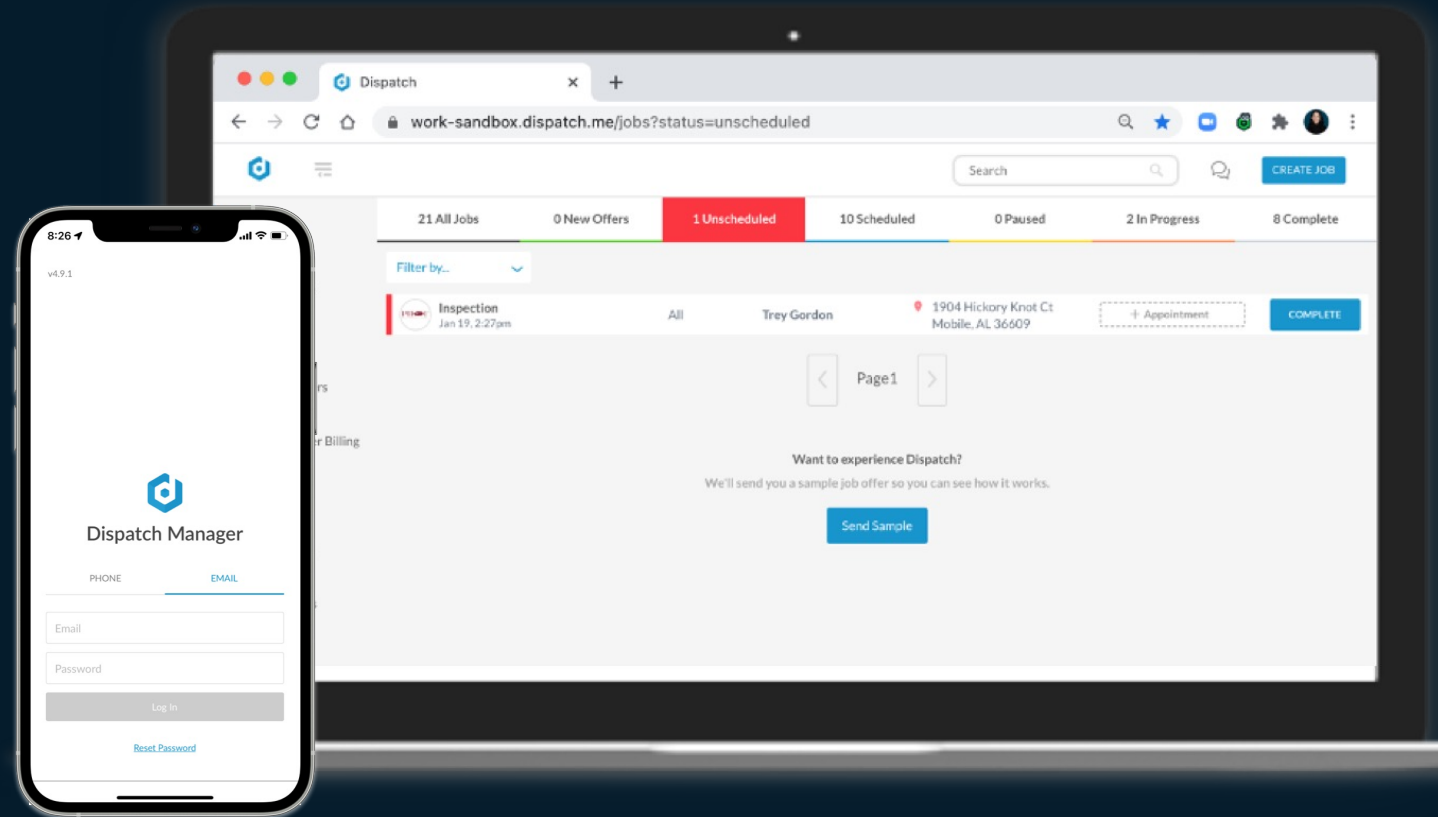 Dispatch
work-sandbox.dispatch.me/jobs?status=unscheduled
Search
CREATE JOB
21 All Jobs 0 New Offers 1 Unscheduled 10 Scheduled 0 Paused 2 In Progress 8 Complete
Filter by...
Inspection
Jan 19, 2:27pm
All
Trey Gordon
1904 Hickory Knot Ct
Mobile, AL 36609
+ Appointment
COMPLETE
Page1
rs
er Billing
Want to experience Dispatch?
We'll send you a sample job offer so you can see how it works.
Send Sample
8:26
v4.9.1
Dispatch Manager
PHONE EMAIL
Email
Password
Log In
Reset Password